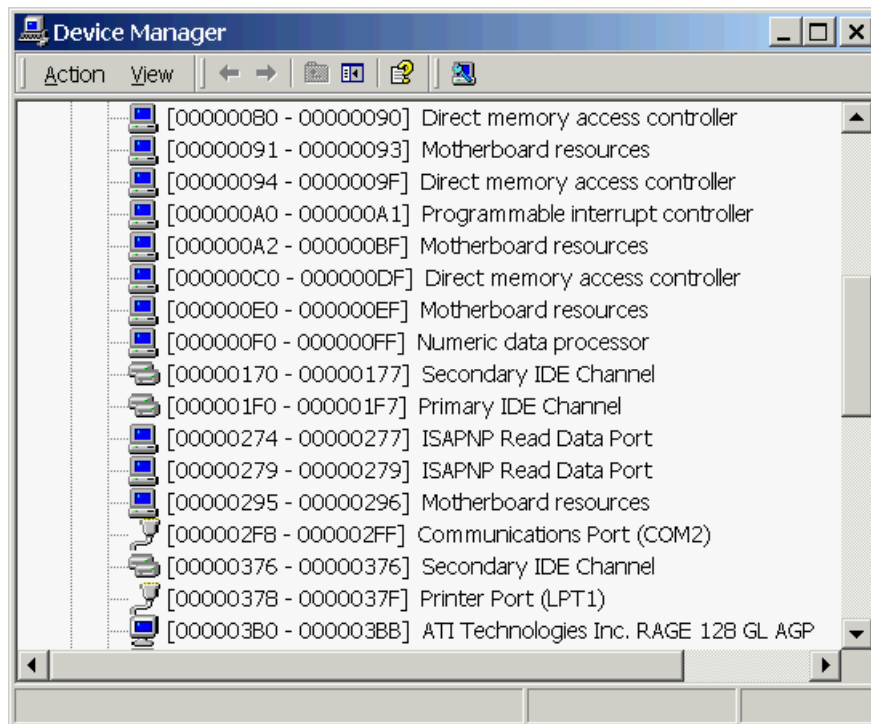 Device Manager
Action View
[00000080 - 00000090] Direct memory access controller
[00000091 - 00000093] Motherboard resources
[00000094 - 0000009F] Direct memory access controller
[000000A0 - 000000A1] Programmable interrupt controller
[000000A2 - 000000BF] Motherboard resources
[000000C0 - 000000DF] Direct memory access controller
[000000E0 - 000000EF] Motherboard resources
[000000F0 - 000000FF] Numeric data processor
[00000170 - 00000177] Secondary IDE Channel
[000001F0 - 000001F7] Primary IDE Channel
[00000274 - 00000277] ISAPNP Read Data Port
[00000279 - 00000279] ISAPNP Read Data Port
[00000295 - 00000296] Motherboard resources
[000002F8 - 000002FF] Communications Port (COM2)
[00000376 - 00000376] Secondary IDE Channel
[00000378 - 0000037F] Printer Port (LPT1)
[000003B0 - 000003BB] ATI Technologies Inc. RAGE 128 GL AGP